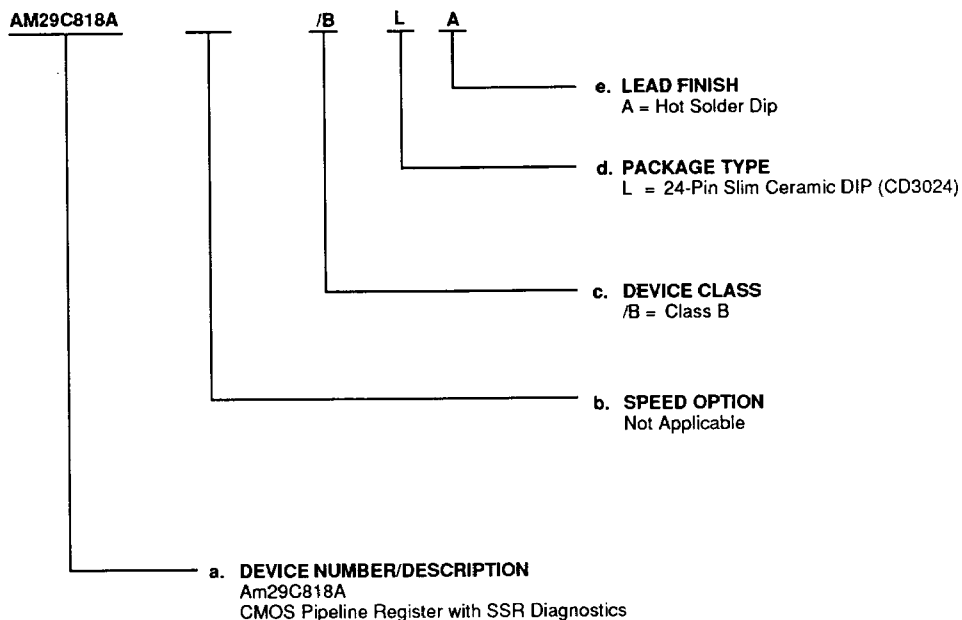 AM29C818A /B L A
e. LEAD FINISH
A = Hot Solder Dip
d. PACKAGE TYPE
L = 24-Pin Slim Ceramic DIP (CD3024)
c. DEVICE CLASS
/B = Class B
b. SPEED OPTION
Not Applicable
a. DEVICE NUMBER/DESCRIPTION
Am29C818A
CMOS Pipeline Register with SSR Diagnostics